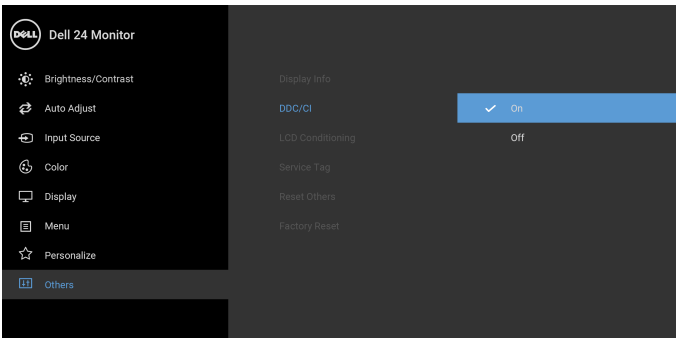 DELL
Dell 24 Monitor
Brightness/Contrast
Auto Adjust
Input Source
Color
Display
Menu
Personalize
Others
Display Info
DDC/CI
LCD Conditioning
Service Tag
Reset Others
Factory Reset
On
Off